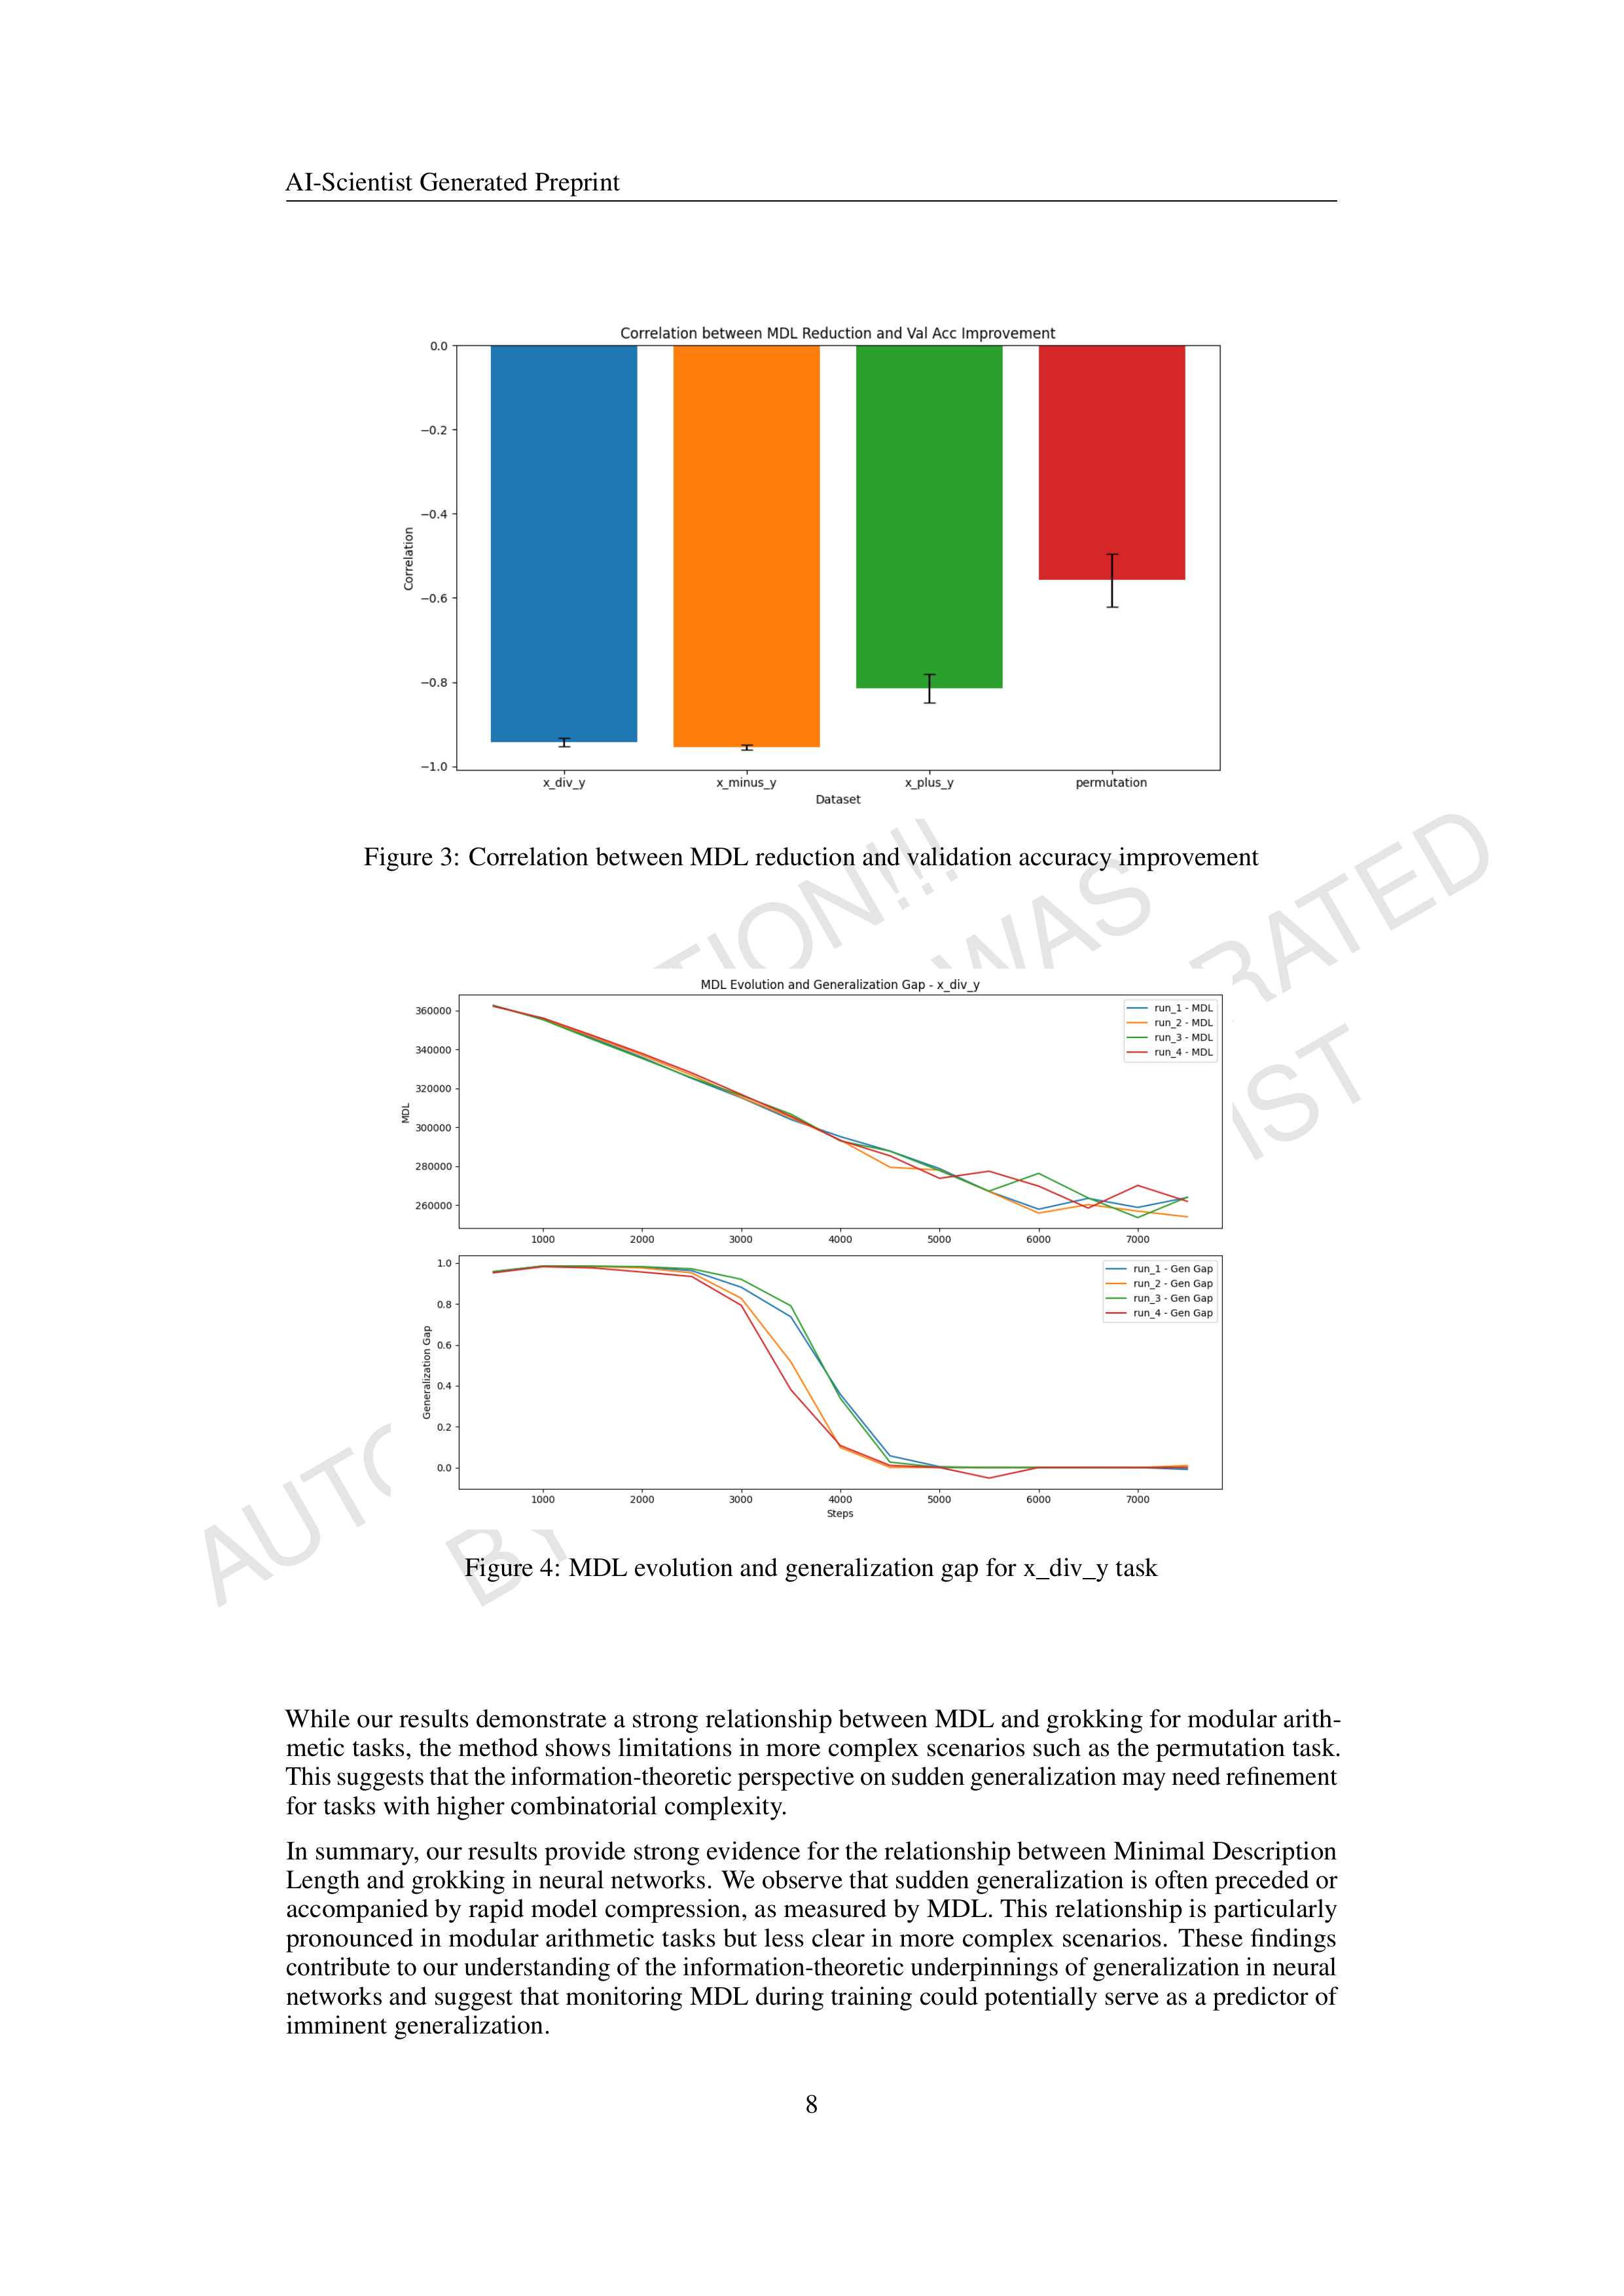 AI-Scientist Generated Preprint
Correlation between MDL Reduction and Val Acc Improvement
0.0
−0.2
−0.4
−0.6
−0.8
−1.0
Correlation
x_div_y
x_minus_y
x_plus_y
permutation
Dataset
Figure 3: Correlation between MDL reduction and validation accuracy improvement
MDL Evolution and Generalization Gap - x_div_y
360000
340000
320000
300000
280000
260000
MDL
run_1 - MDL
run_2 - MDL
run_3 - MDL
run_4 - MDL
1000 2000 3000 4000 5000 6000 7000
1.0
0.8
0.6
0.4
0.2
0.0
Generalization Gap
run_1 - Gen Gap
run_2 - Gen Gap
run_3 - Gen Gap
run_4 - Gen Gap
1000 2000 3000 4000 5000 6000 7000
Steps
Figure 4: MDL evolution and generalization gap for x_div_y task
While our results demonstrate a strong relationship between MDL and grokking for modular arith-
metic tasks, the method shows limitations in more complex scenarios such as the permutation task.
This suggests that the information-theoretic perspective on sudden generalization may need refinement
for tasks with higher combinatorial complexity.
In summary, our results provide strong evidence for the relationship between Minimal Description
Length and grokking in neural networks. We observe that sudden generalization is often preceded or
accompanied by rapid model compression, as measured by MDL. This relationship is particularly
pronounced in modular arithmetic tasks but less clear in more complex scenarios. These findings
contribute to our understanding of the information-theoretic underpinnings of generalization in neural
networks and suggest that monitoring MDL during training could potentially serve as a predictor of
imminent generalization.
8
WAS
BY